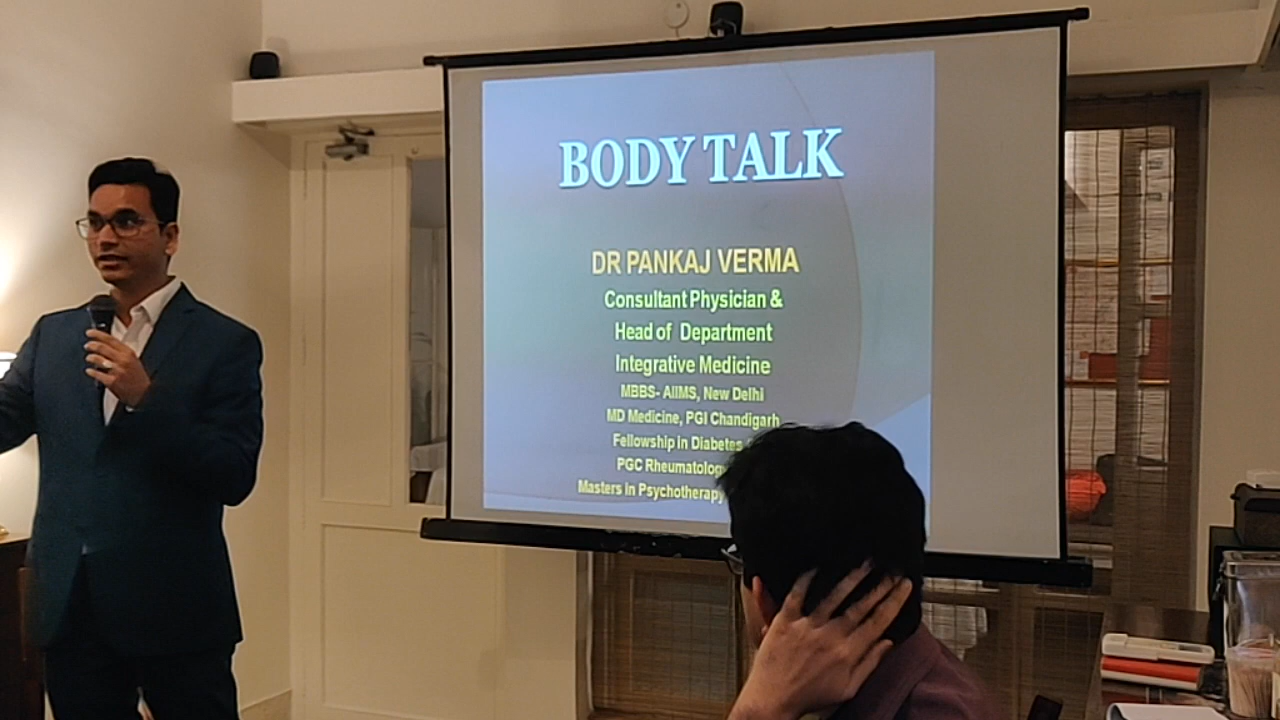 BODY TALK
DR PANKAJ VERMA
Consultant Physician &
Head of Department
Integrative Medicine
MBBS- AIIMS, New Delhi
MD Medicine, PGI Chandigarh
Fellowship in Diabetes
PGC
Masters in Psychotherapy